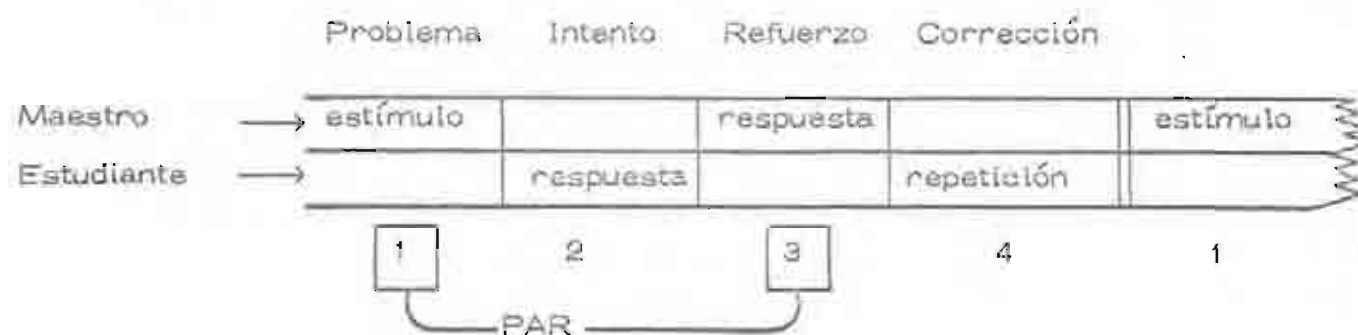 Problema Intento Refuerzo Corrección
Maestro estímulo respuesta estímulo
Estudiante respuesta repetición
1 2 3 4 1
PAR